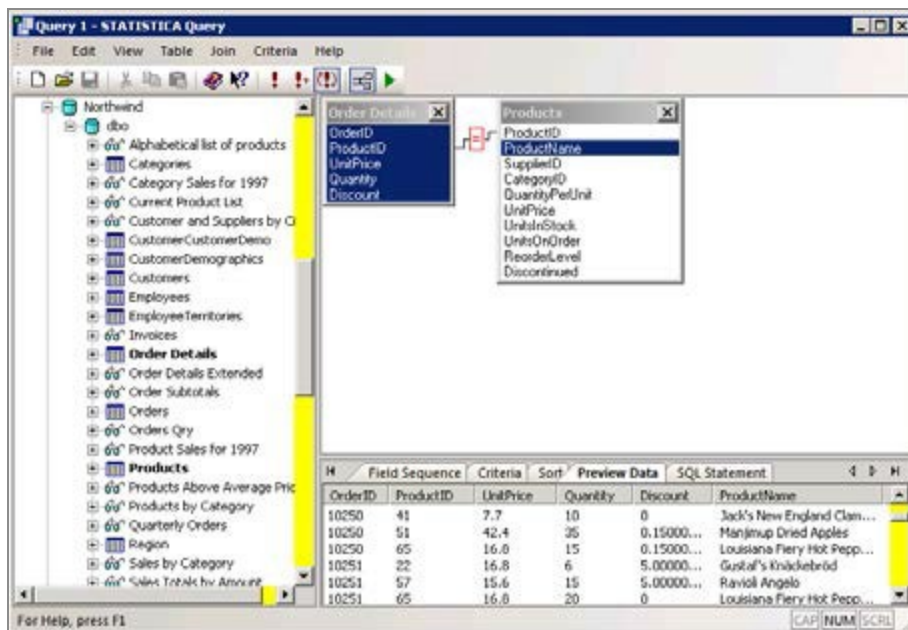 Query 1 - STATISTICA Query
File Edit View Table Join Criteria Help
Northwind
dbo
Alphabetical list of products
Categories
Category Sales for 1997
Current Product List
Customer and Suppliers by Ci
CustomerCustomerDemo
CustomerDemographics
Customers
Employees
EmployeeTerritories
Invoices
Order Details
Order Details Extended
Order Subtotals
Orders
Orders Qry
Product Sales for 1997
Products
Products Above Average Pric
Products by Category
Quarterly Orders
Region
Sales by Category
Sales Totals by Amount
Order Details
OrderID
ProductID
UnitPrice
Quantity
Discount
Products
ProductID
ProductName
SupplierID
CategoryID
QuantityPerUnit
UnitPrice
UnitsInStock
UnitsOnOrder
ReorderLevel
Discontinued
Field Sequence Criteria Sort Preview Data SQL Statement
OrderID ProductID UnitPrice Quantity Discount ProductName
10250 41 7.7 10 0 Jack's New England Clam...
10250 51 42.4 35 0.15000... Manjimup Dried Apples
10250 65 16.8 15 0.15000... Louisiana Fiery Hot Pepp...
10251 22 16.8 6 5.00000... Gustaf's Knäckebröd
10251 57 15.6 15 5.00000... Ravioli Angelo
10251 65 16.8 20 0 Louisiana Fiery Hot Pepp...
For Help, press F1
CAP NUM SCRL